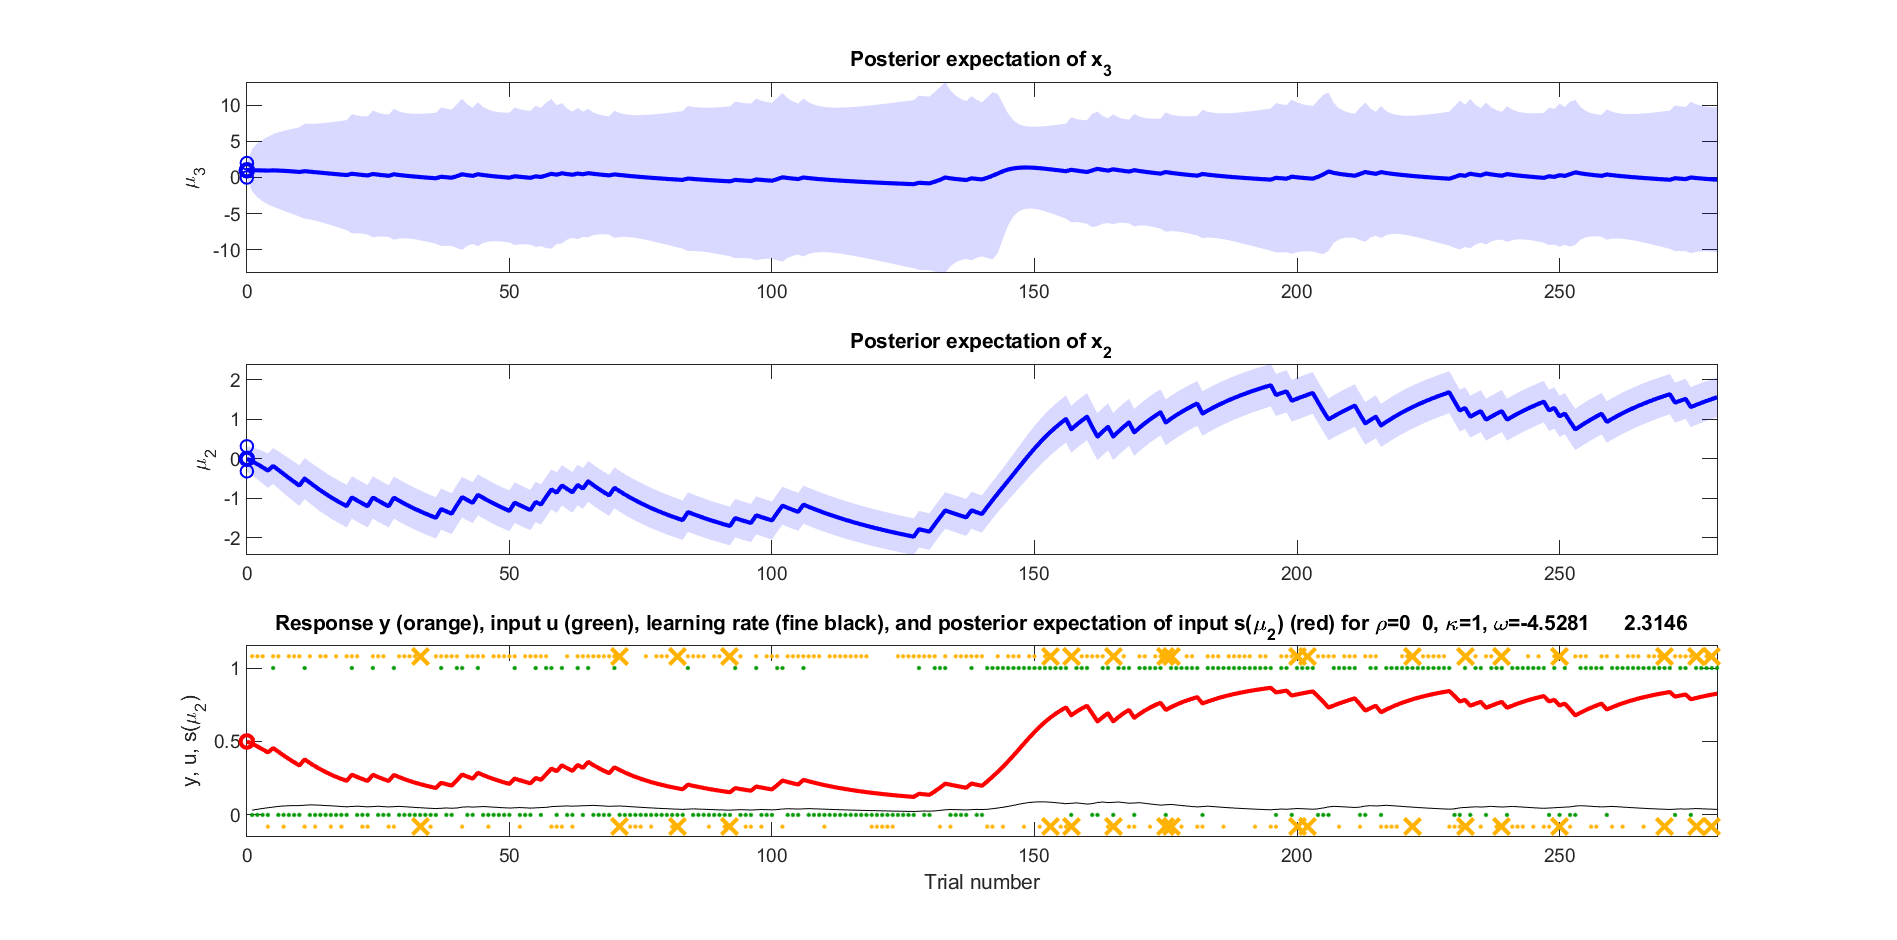 Posterior expectation of x₃
10
5
0
-5
-10
μ₃
0 50 100 150 200 250
Posterior expectation of x₂
2
1
0
-1
-2
μ₂
0 50 100 150 200 250
Response y (orange), input u (green), learning rate (fine black), and posterior expectation of input s(μ₂) (red) for ρ=0 0, κ=1, ω=-4.5281 2.3146
1
0.5
0
y, u, s(μ₂)
0 50 100 150 200 250
Trial number